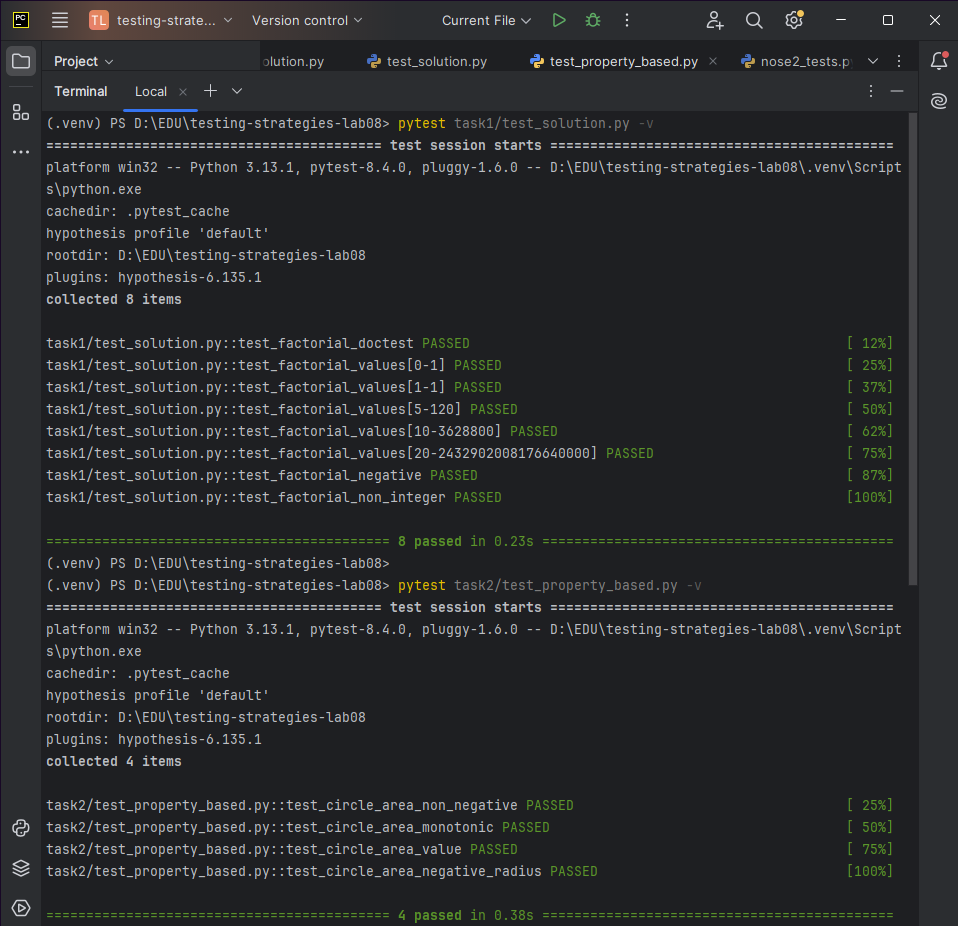 PC TL testing-strate... Version control Current File
Project olution.py test_solution.py test_property_based.py nose2_tests.py
Terminal Local
(.venv) PS D:\EDU\testing-strategies-lab08> pytest task1/test_solution.py -v
========================================== test session starts ===========================================
platform win32 -- Python 3.13.1, pytest-8.4.0, pluggy-1.6.0 -- D:\EDU\testing-strategies-lab08\.venv\Script
s\python.exe
cachedir: .pytest_cache
hypothesis profile 'default'
rootdir: D:\EDU\testing-strategies-lab08
plugins: hypothesis-6.135.1
collected 8 items
task1/test_solution.py::test_factorial_doctest PASSED [ 12%]
task1/test_solution.py::test_factorial_values[0-1] PASSED [ 25%]
task1/test_solution.py::test_factorial_values[1-1] PASSED [ 37%]
task1/test_solution.py::test_factorial_values[5-120] PASSED [ 50%]
task1/test_solution.py::test_factorial_values[10-3628800] PASSED [ 62%]
task1/test_solution.py::test_factorial_values[20-2432902008176640000] PASSED [ 75%]
task1/test_solution.py::test_factorial_negative PASSED [ 87%]
task1/test_solution.py::test_factorial_non_integer PASSED [100%]
=========================================== 8 passed in 0.23s ============================================
(.venv) PS D:\EDU\testing-strategies-lab08>
(.venv) PS D:\EDU\testing-strategies-lab08> pytest task2/test_property_based.py -v
========================================== test session starts ===========================================
platform win32 -- Python 3.13.1, pytest-8.4.0, pluggy-1.6.0 -- D:\EDU\testing-strategies-lab08\.venv\Script
s\python.exe
cachedir: .pytest_cache
hypothesis profile 'default'
rootdir: D:\EDU\testing-strategies-lab08
plugins: hypothesis-6.135.1
collected 4 items
task2/test_property_based.py::test_circle_area_non_negative PASSED [ 25%]
task2/test_property_based.py::test_circle_area_monotonic PASSED [ 50%]
task2/test_property_based.py::test_circle_area_value PASSED [ 75%]
task2/test_property_based.py::test_circle_area_negative_radius PASSED [100%]
=========================================== 4 passed in 0.38s ============================================